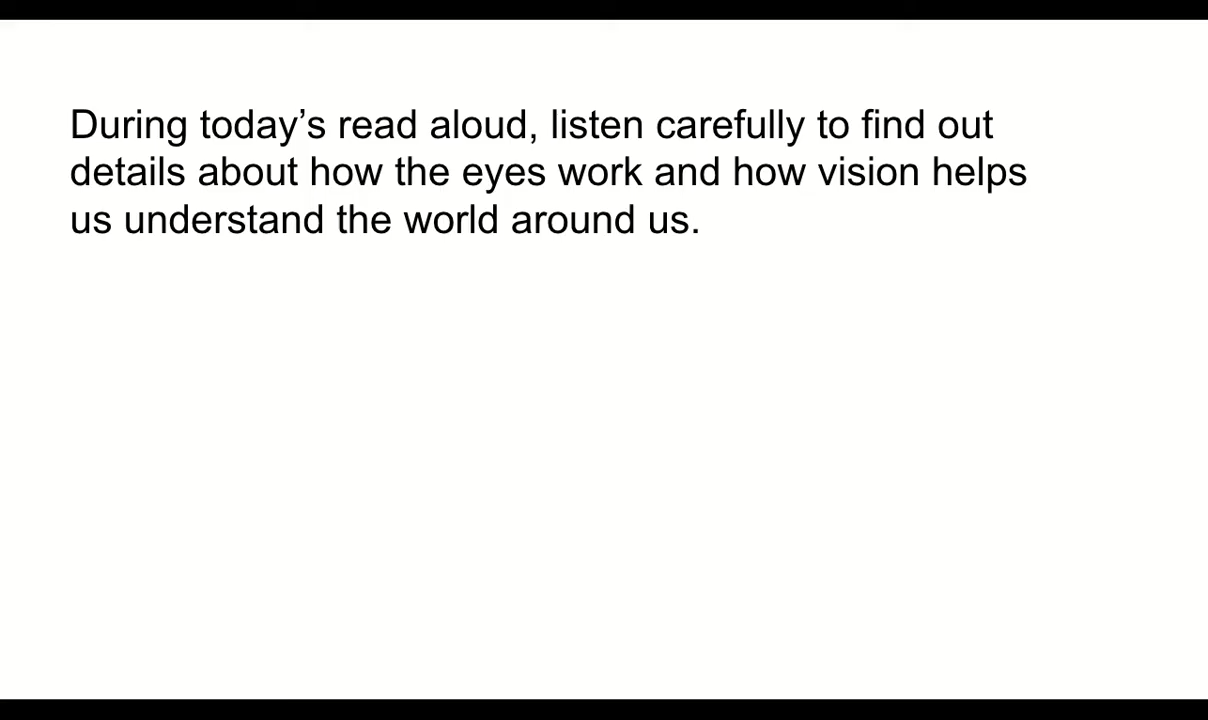 During today’s read aloud, listen carefully to find out
details about how the eyes work and how vision helps
us understand the world around us.